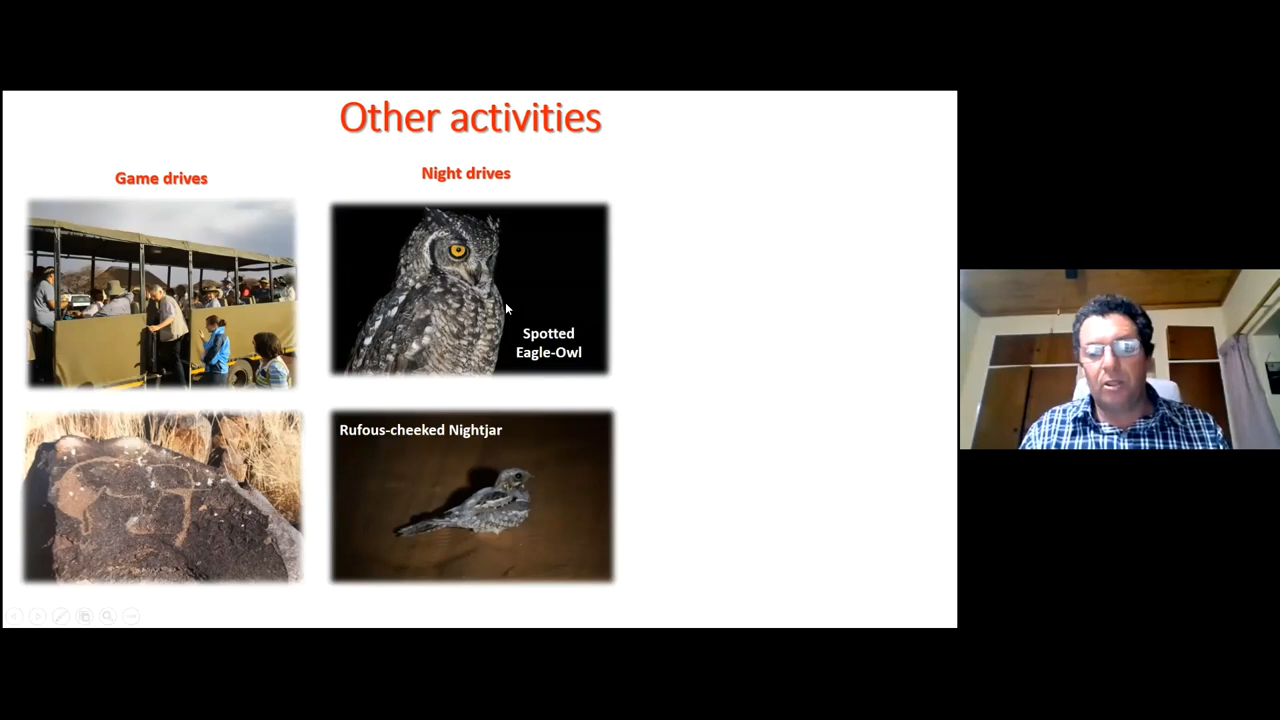 Other activities
Game drives
Night drives
Spotted
Eagle-Owl
Rufous-cheeked Nightjar